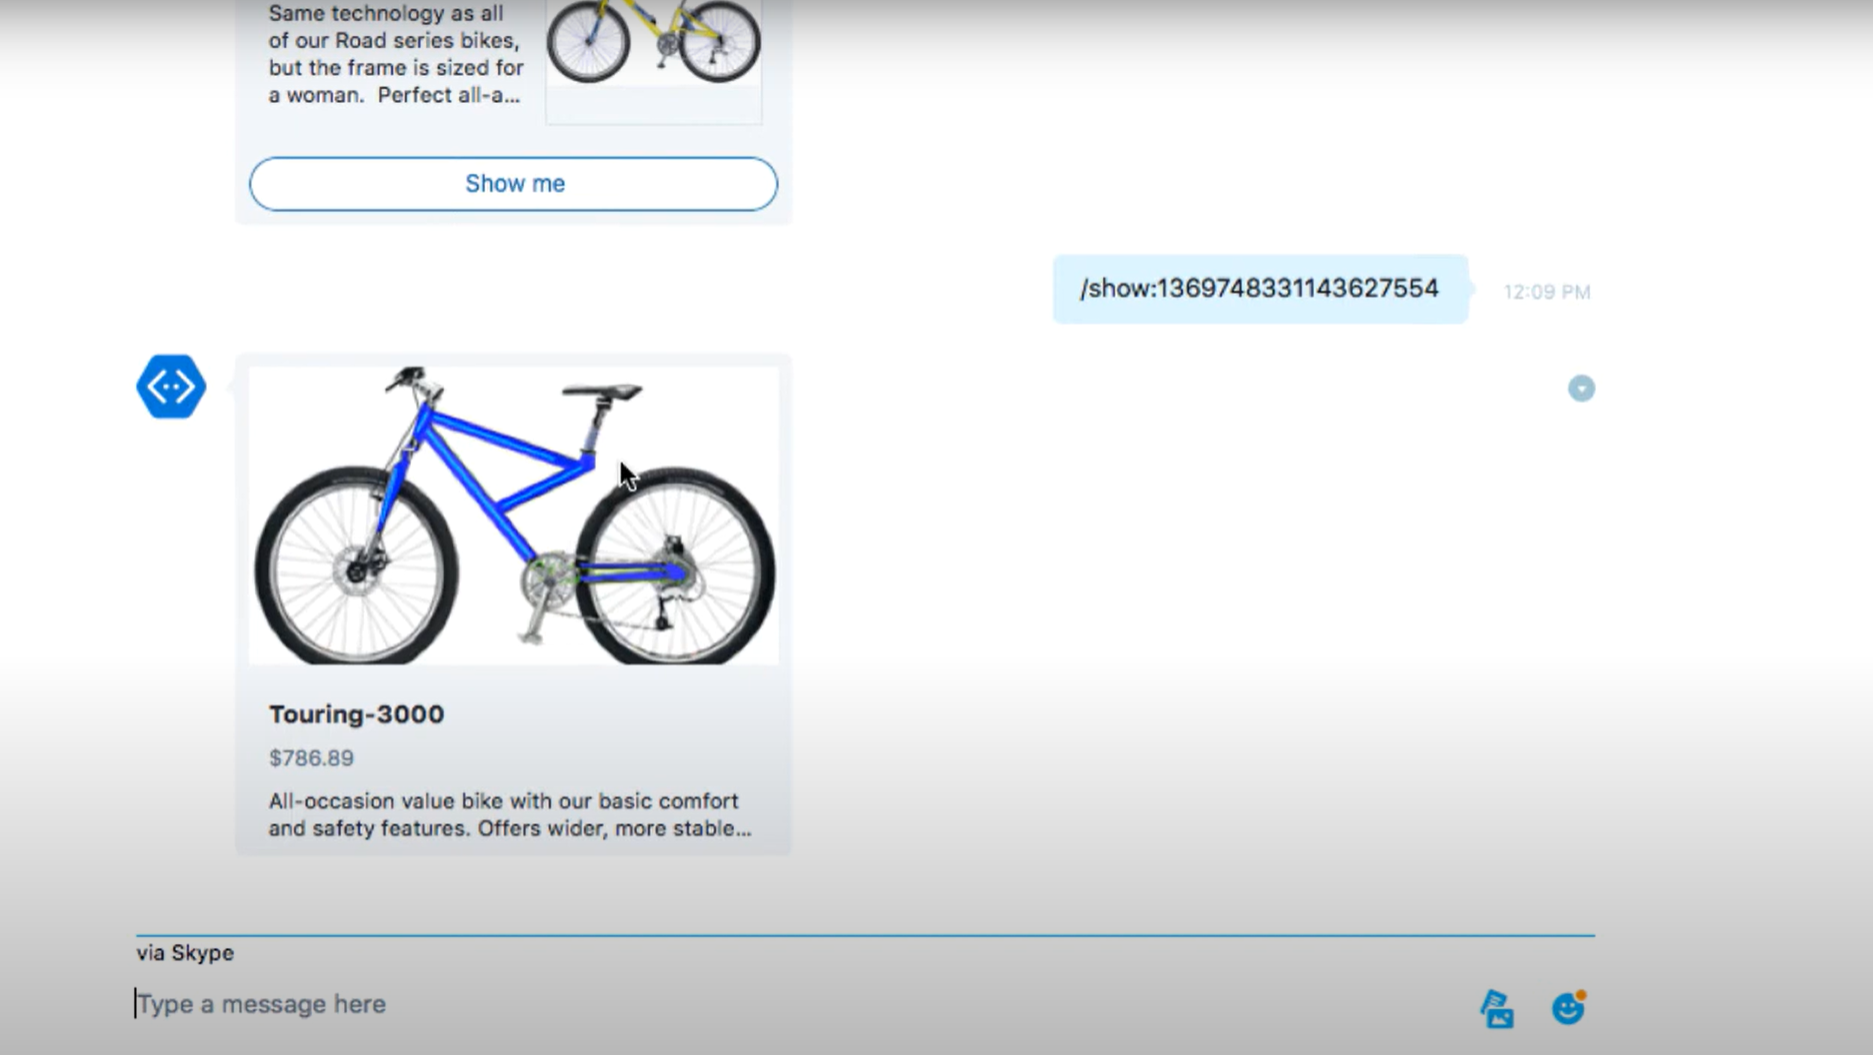 Same technology as all
of our Road series bikes,
but the frame is sized for
a woman.  Perfect all-a...
Show me
/show:1369748331143627554
12:09 PM
Touring-3000
$786.89
All-occasion value bike with our basic comfort
and safety features. Offers wider, more stable...
via Skype
Type a message here